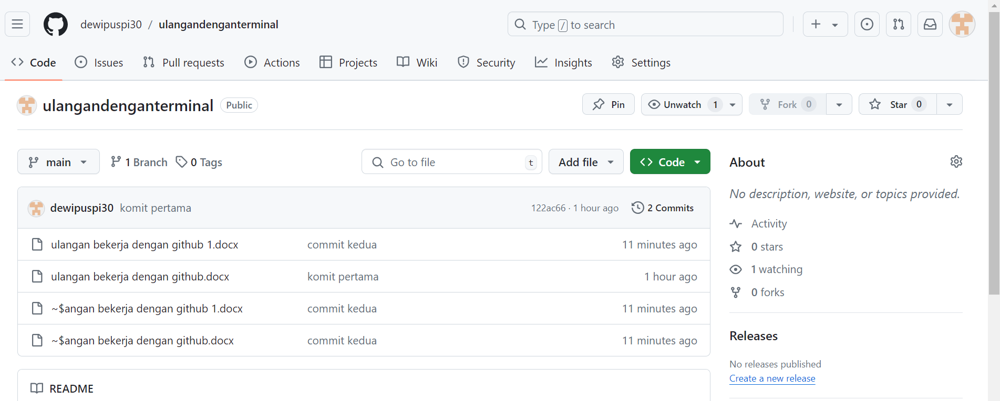 dewipuspi30 / ulangandenganterminal
Type / to search
Code Issues Pull requests Actions Projects Wiki Security Insights Settings
ulangandenganterminal Public
Pin Unwatch 1 Fork 0 Star 0
main 1 Branch 0 Tags
Go to file t Add file Code
dewipuspi30 komit pertama 122ac66 · 1 hour ago 2 Commits
ulangan bekerja dengan github 1.docx commit kedua 11 minutes ago
ulangan bekerja dengan github.docx komit pertama 1 hour ago
~$angan bekerja dengan github 1.docx commit kedua 11 minutes ago
~$angan bekerja dengan github.docx commit kedua 11 minutes ago
README
About
No description, website, or topics provided.
Activity
0 stars
1 watching
0 forks
Releases
No releases published
Create a new release